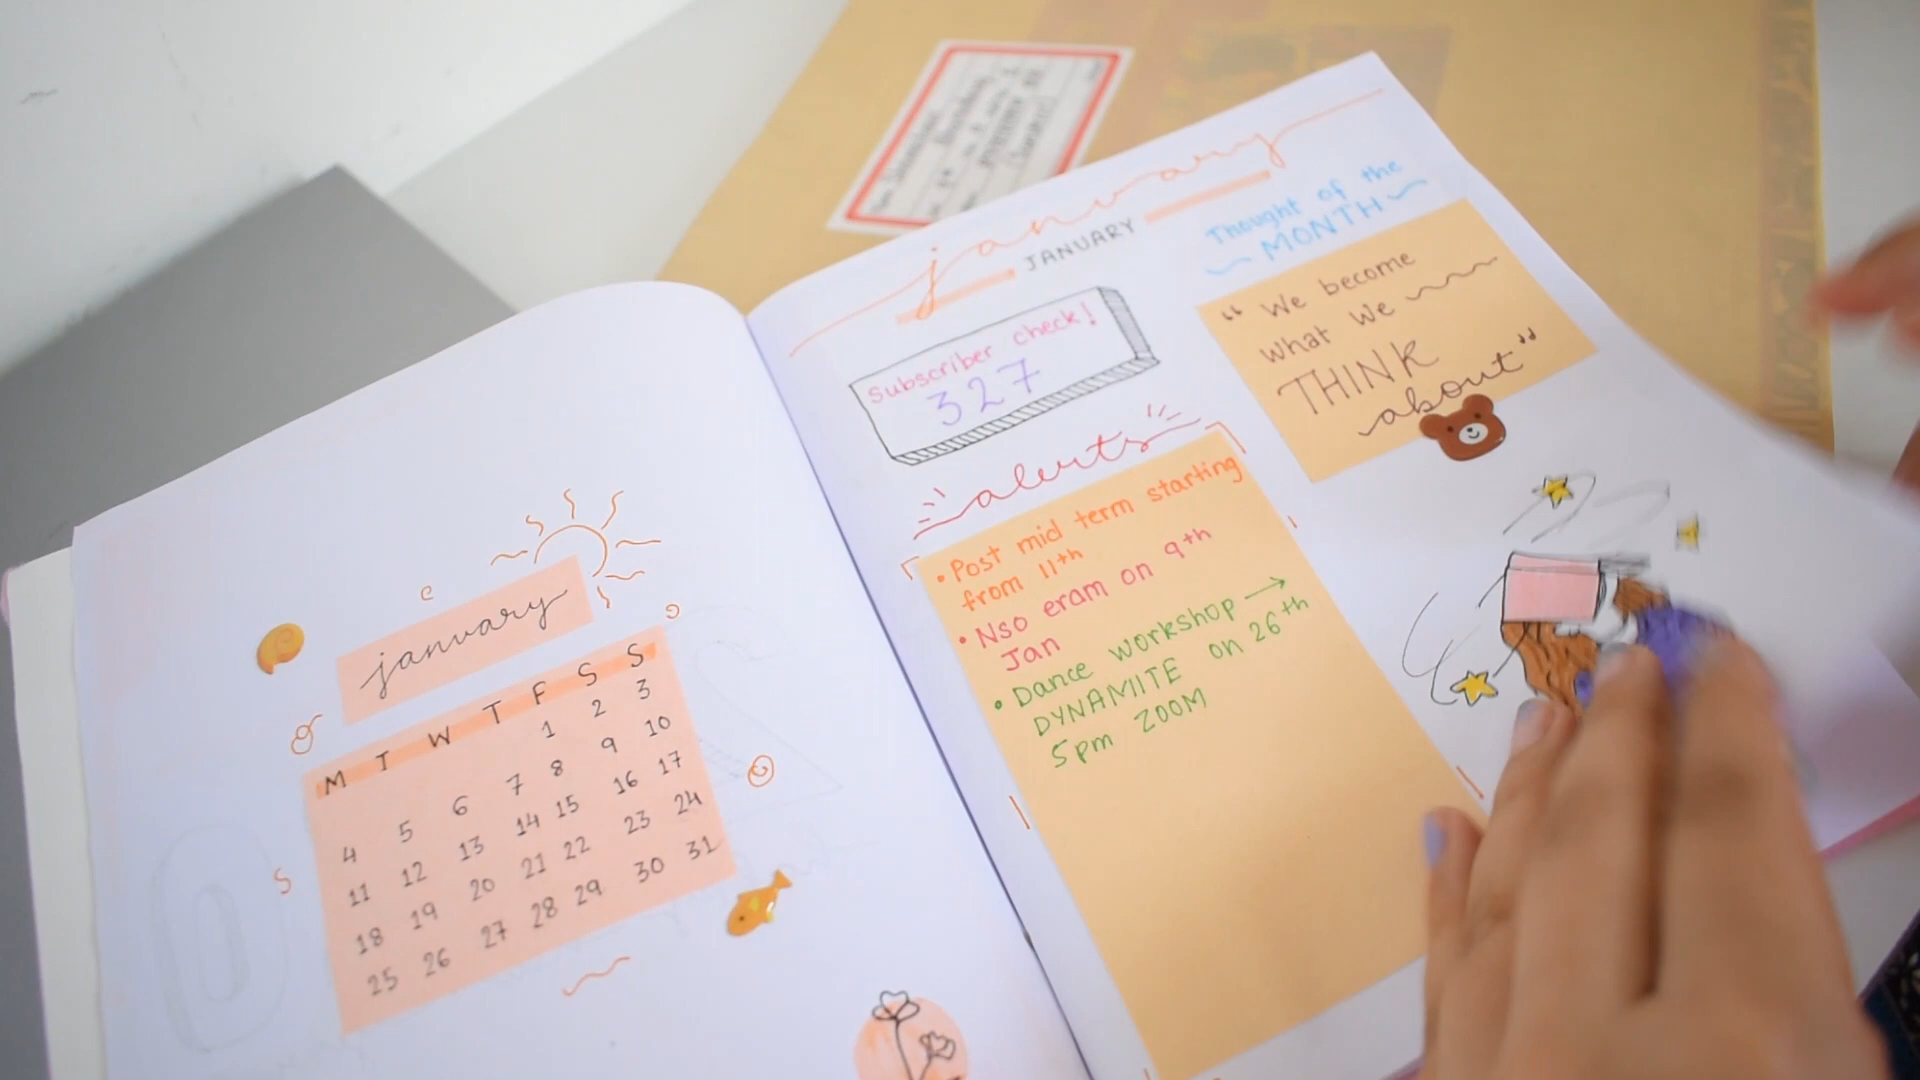 january
M T W T F S S
1 2 3
4 5 6 7 8 9 10
11 12 13 14 15 16 17
18 19 20 21 22 23 24
25 26 27 28 29 30 31
january
JANUARY
Subscriber check!
327
alerts
• Post mid term starting
from 11th
• Nso eram on 9th
Jan
• Dance workshop →
DYNAMITE on 26th
5pm ZOOM
Thought of the
MONTH
“ We become
what we
THINK
about”